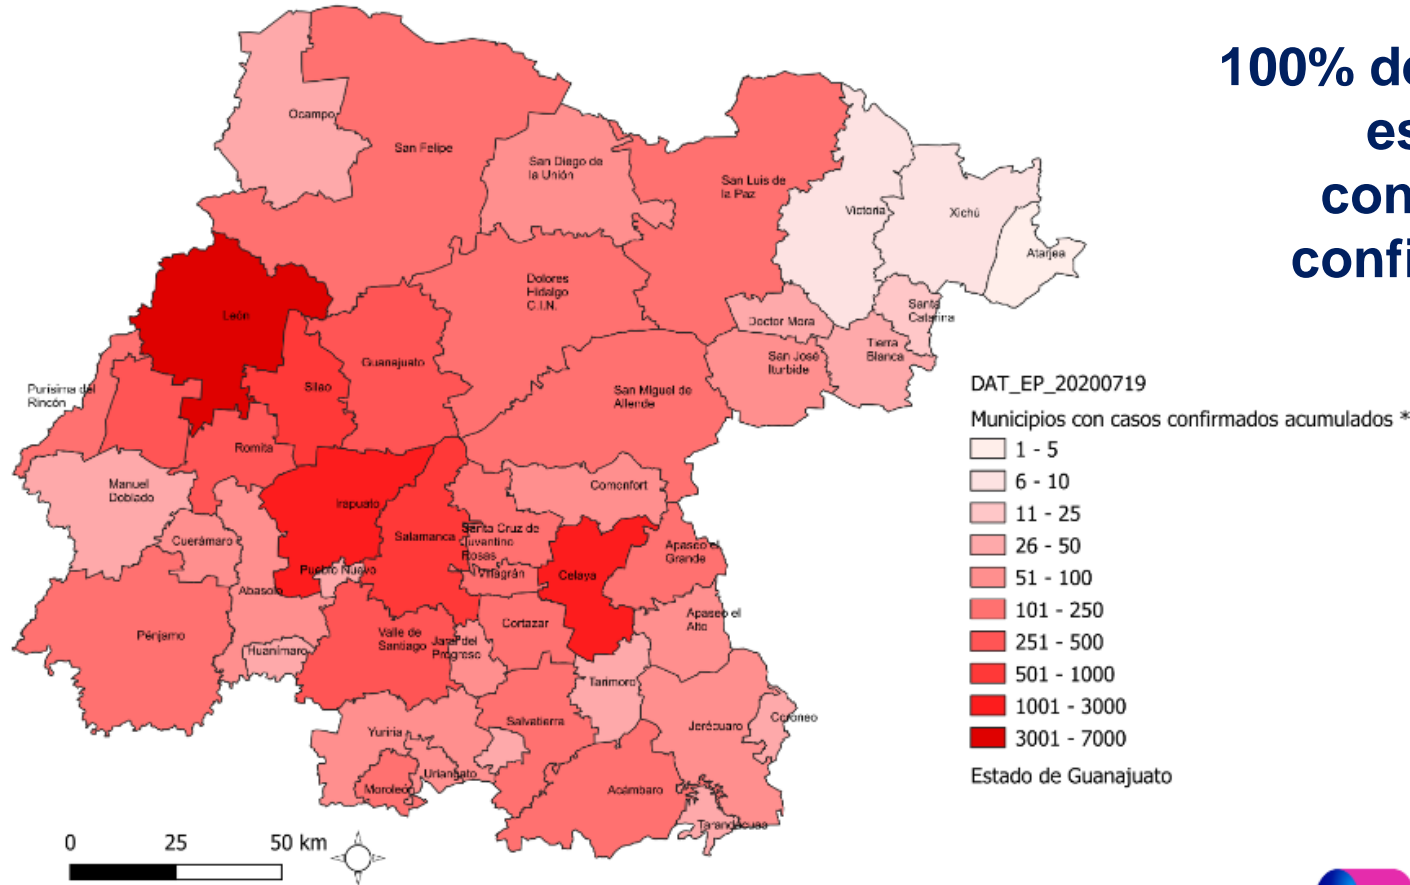 100% de
es
con
confi
Ocampo
San Felipe
San Diego de
la Unión
San Luis de
la Paz
Victoria
Xichú
Atarjea
León
Dolores
Hidalgo
C.I.N.
Doctor Mora
Santa
Catarina
Tierra
Blanca
San José
Iturbide
Guanajuato
Silao
Purísima del
Rincón
San Miguel de
Allende
Romita
Manuel
Doblado
Irapuato
Comonfort
Cuerámaro
Salamanca
Santa Cruz de
Juventino
Rosas
Apaseo el
Grande
Pueblo Nuevo
Villagrán
Celaya
Abasolo
Pénjamo
Huanímaro
Valle de
Santiago
Jaral del
Progreso
Cortazar
Apaseo el
Alto
Tarimoro
Yuriria
Salvatierra
Jerécuaro
Coroneo
Uriangato
Moroleón
Acámbaro
Tarandacuao
DAT_EP_20200719
Municipios con casos confirmados acumulados *
1 - 5
6 - 10
11 - 25
26 - 50
51 - 100
101 - 250
251 - 500
501 - 1000
1001 - 3000
3001 - 7000
Estado de Guanajuato
0 25 50 km